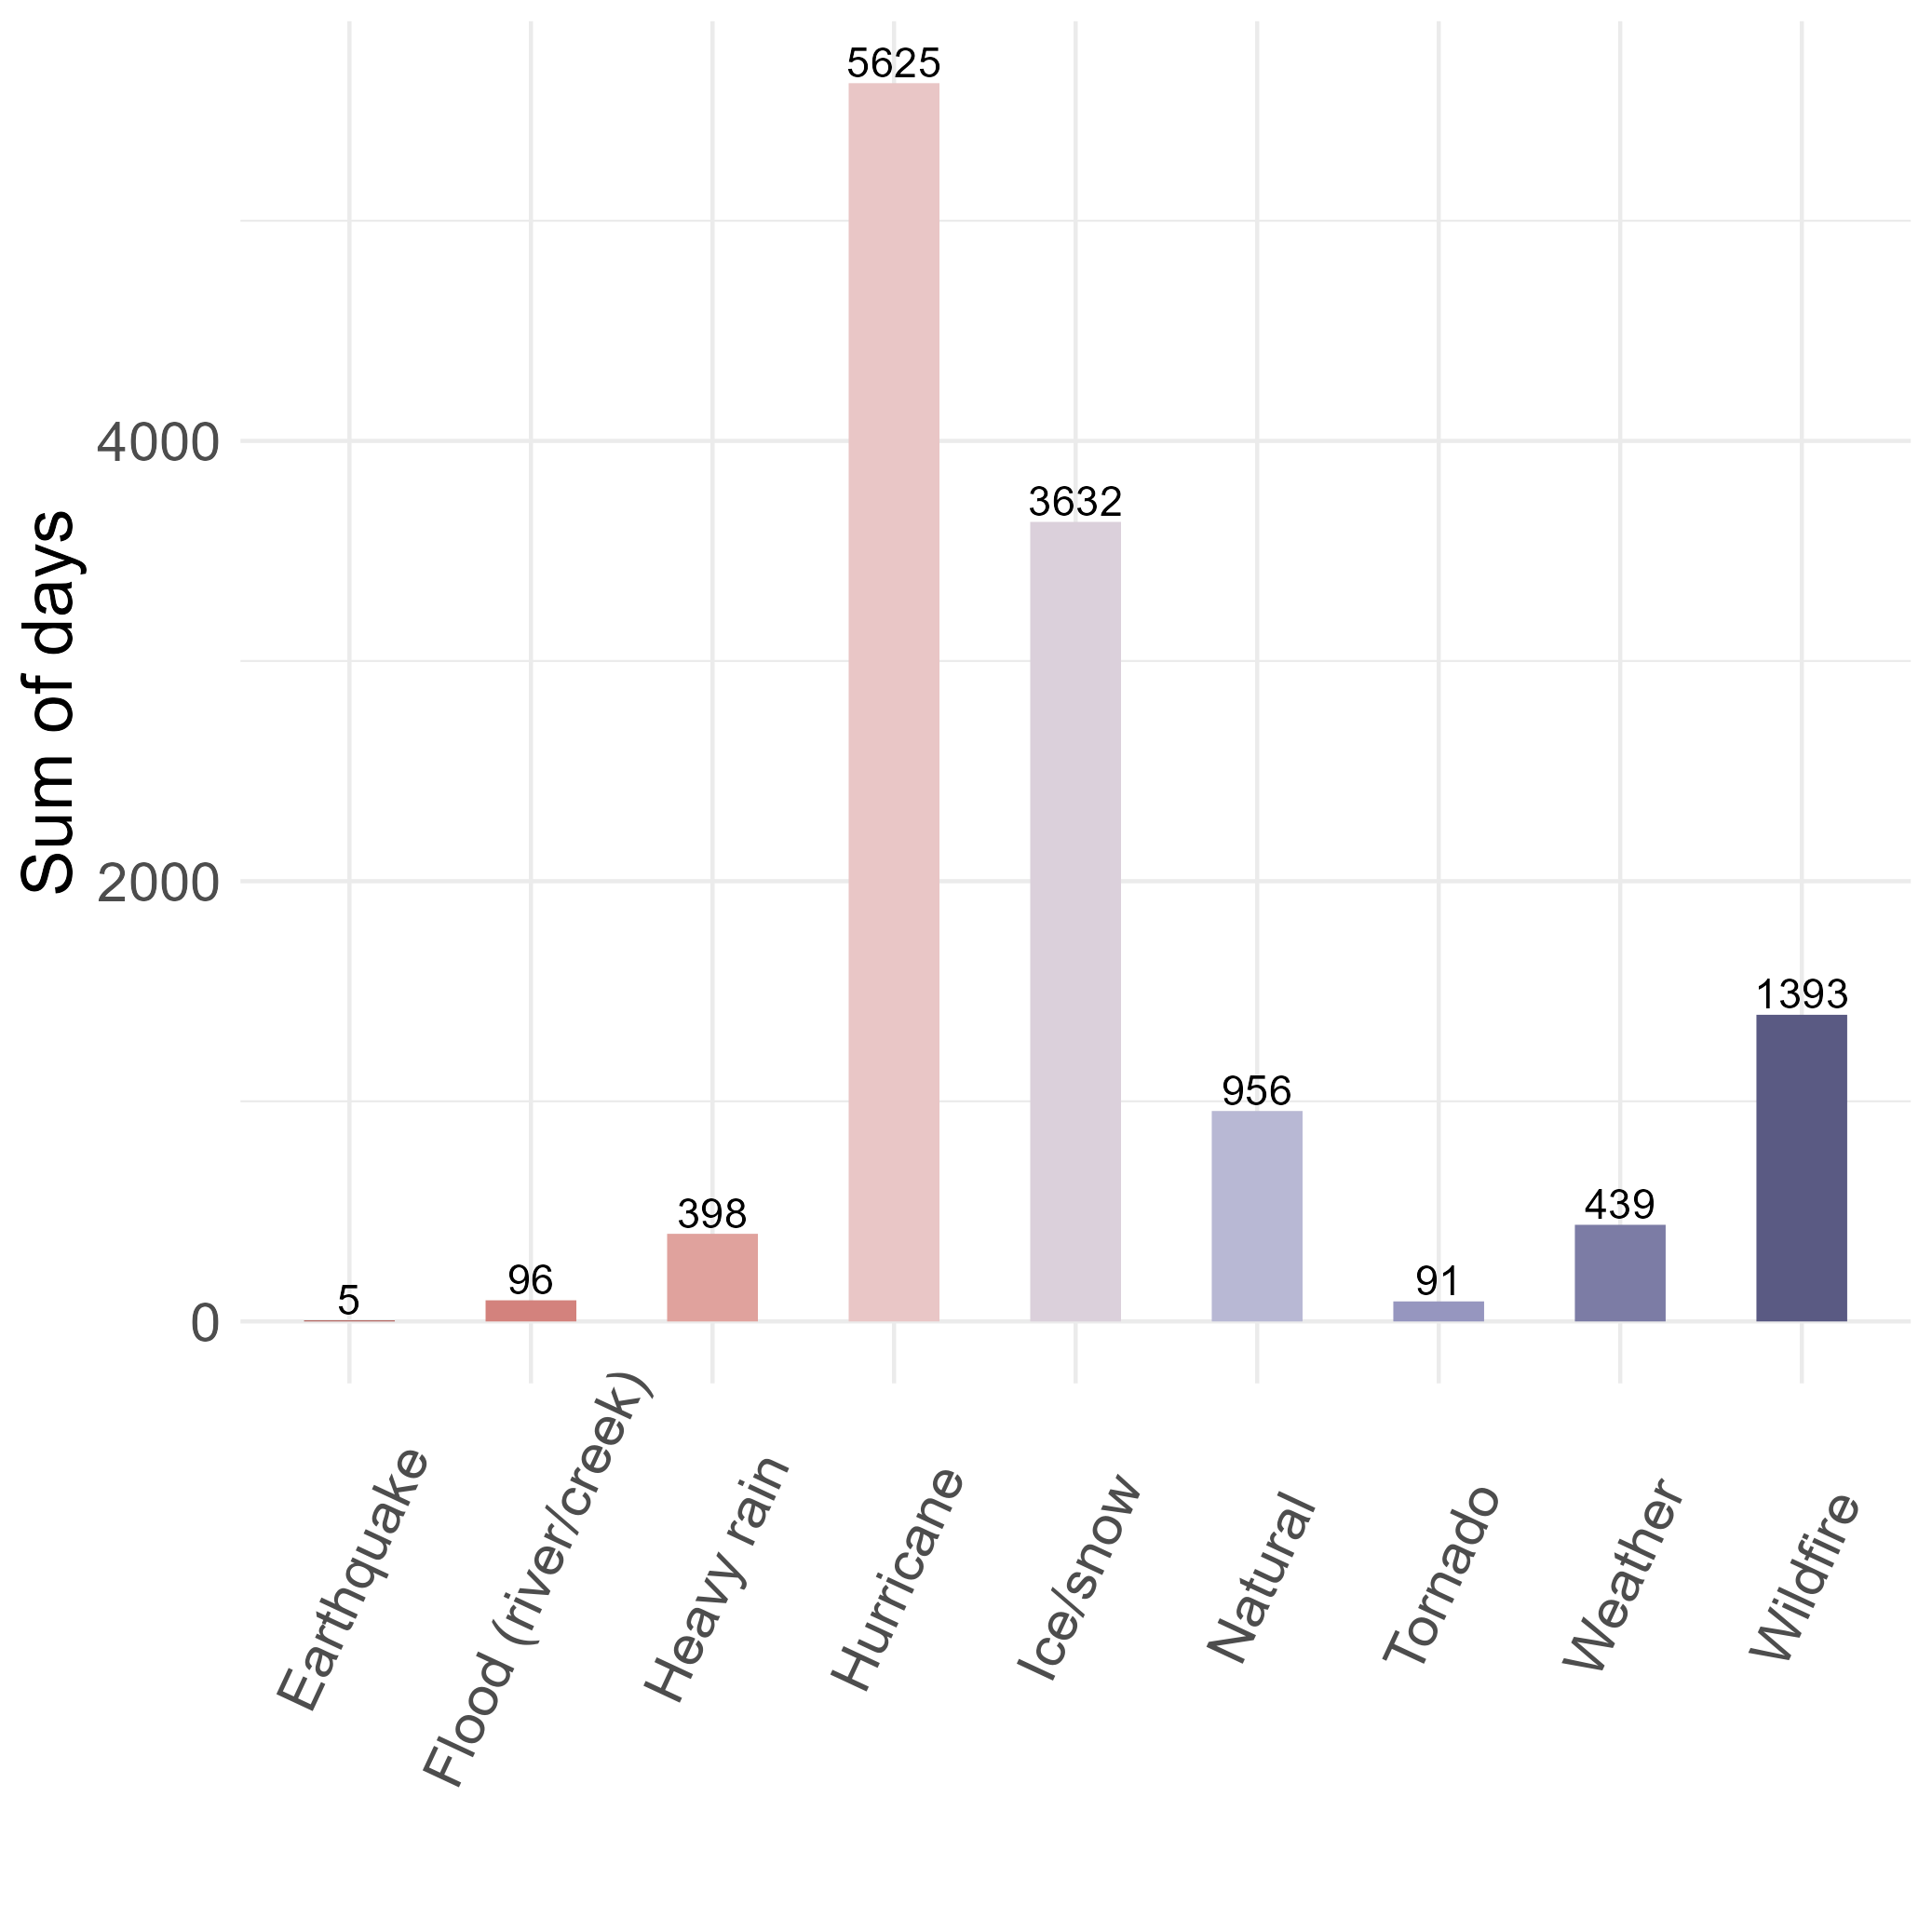 Sum of days
4000
2000
0
5
96
398
5625
3632
956
91
439
1393
Earthquake
Flood (river/creek)
Heavy rain
Hurricane
Ice/snow
Natural
Tornado
Weather
Wildfire